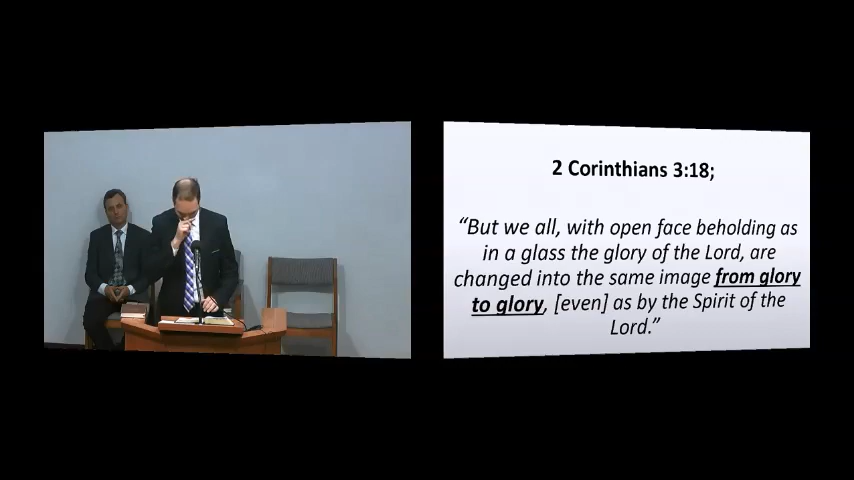 2 Corinthians 3:18;
“But we all, with open face beholding as
in a glass the glory of the Lord, are
changed into the same image from glory
to glory, [even] as by the Spirit of the
Lord.”